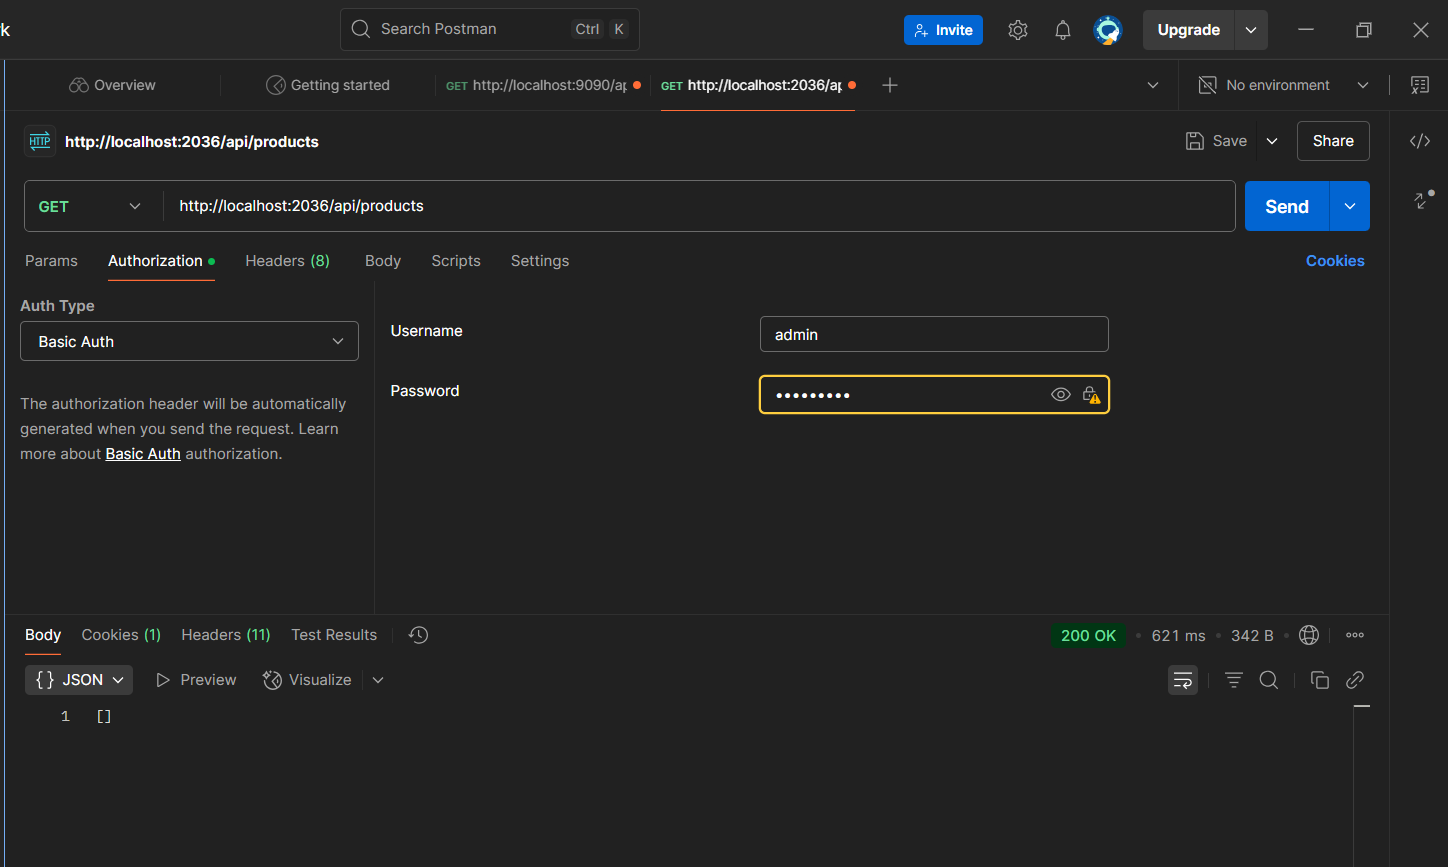 rk
Search Postman Ctrl K
Invite
Upgrade
Overview
Getting started
GET http://localhost:9090/ap
GET http://localhost:2036/ap
No environment
HTTP http://localhost:2036/api/products
Save
Share
GET http://localhost:2036/api/products
Send
Params Authorization Headers (8) Body Scripts Settings
Cookies
Auth Type
Basic Auth
The authorization header will be automatically
generated when you send the request. Learn
more about Basic Auth authorization.
Username
admin
Password
•••••••••
Body Cookies (1) Headers (11) Test Results
200 OK • 621 ms • 342 B •
{} JSON Preview Visualize
1 []